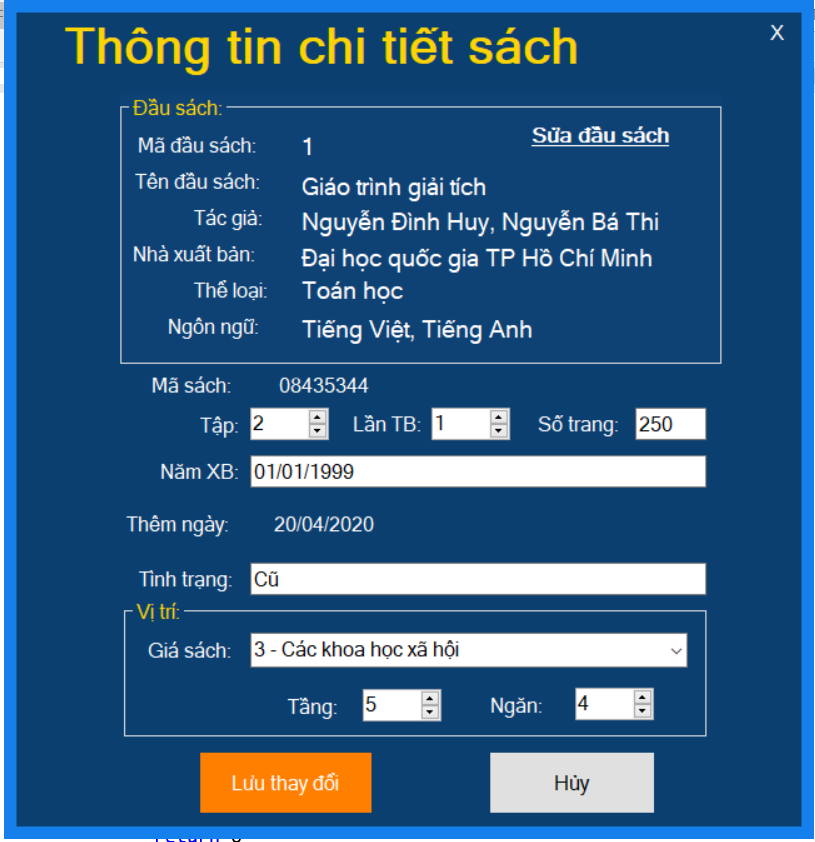 Thông tin chi tiết sách X
Đầu sách:
Mã đầu sách: 1 Sửa đầu sách
Tên đầu sách: Giáo trình giải tích
Tác giả: Nguyễn Đình Huy, Nguyễn Bá Thi
Nhà xuất bản: Đại học quốc gia TP Hồ Chí Minh
Thể loại: Toán học
Ngôn ngữ: Tiếng Việt, Tiếng Anh
Mã sách: 08435344
Tập: 2 Lần TB: 1 Số trang: 250
Năm XB: 01/01/1999
Thêm ngày: 20/04/2020
Tình trạng: Cũ
Vị trí:
Giá sách: 3 - Các khoa học xã hội
Tầng: 5 Ngăn: 4
Lưu thay đổi Hủy